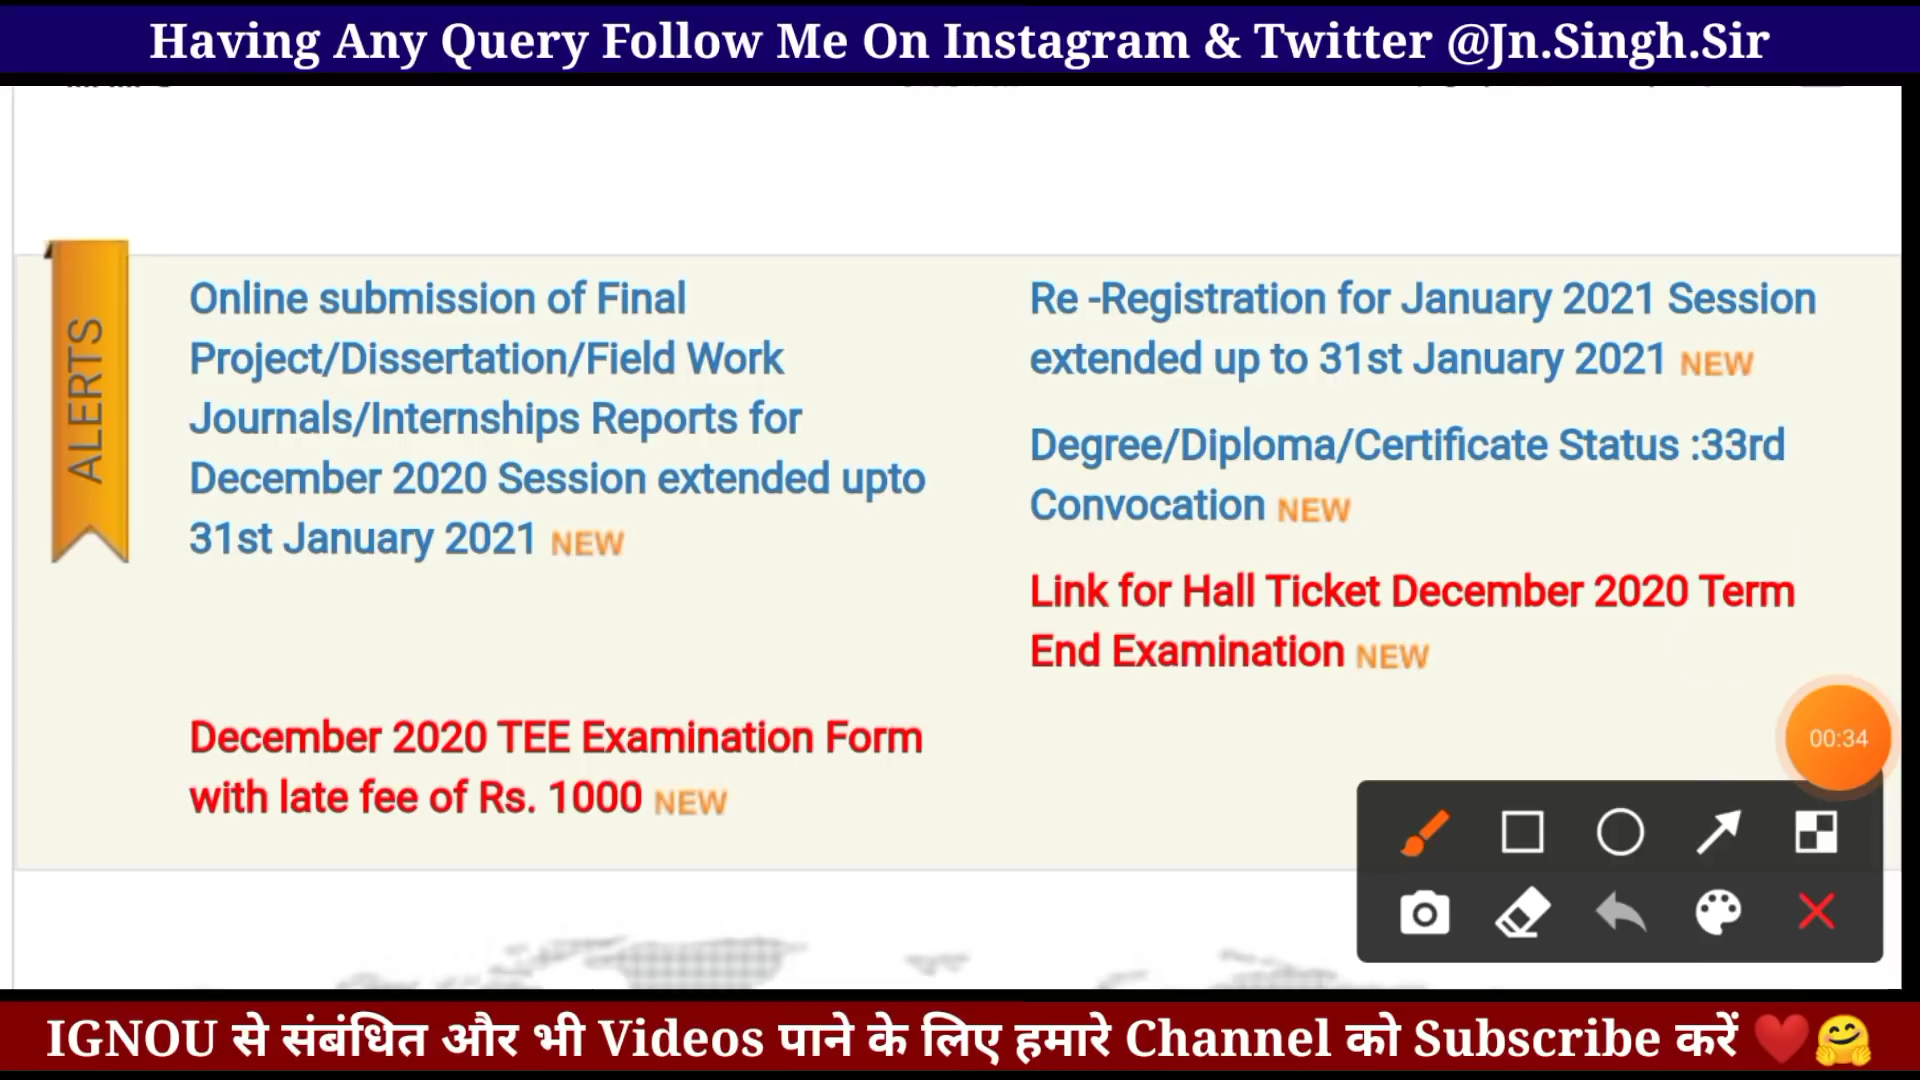 Having Any Query Follow Me On Instagram & Twitter @Jn.Singh.Sir
ALERTS
Online submission of Final
Project/Dissertation/Field Work
Journals/Internships Reports for
December 2020 Session extended upto
31st January 2021 NEW
December 2020 TEE Examination Form
with late fee of Rs. 1000 NEW
Re -Registration for January 2021 Session
extended up to 31st January 2021 NEW
Degree/Diploma/Certificate Status :33rd
Convocation NEW
Link for Hall Ticket December 2020 Term
End Examination NEW
00:34
IGNOU से संबंधित और भी Videos पाने के लिए हमारे Channel को Subscribe करें ❤️🤗